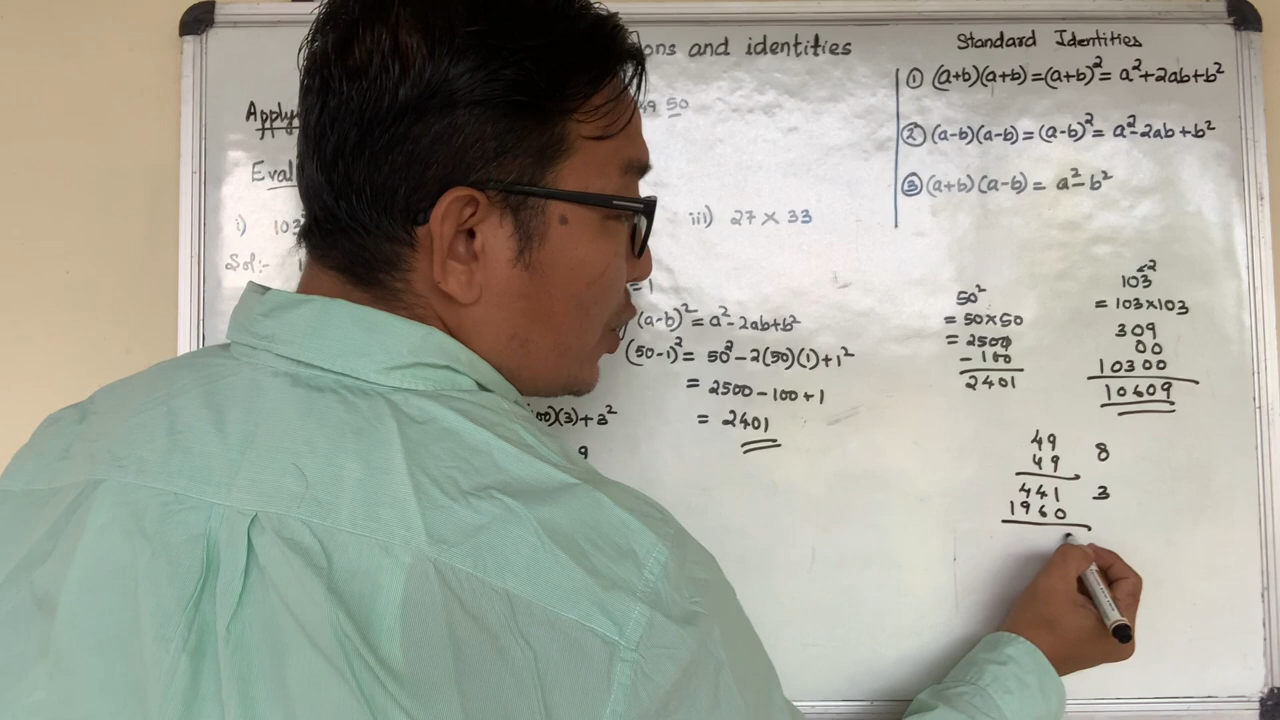 ons and identities
Standard Identities
① (a+b)(a+b) = (a+b)² = a²+2ab+b²
② (a-b)(a-b) = (a-b)² = a²-2ab+b²
③ (a+b)(a-b) = a²-b²
Apply
49 50
Eval
i) 103
iii) 27 × 33
Sol:-
= 1
(a-b)² = a²-2ab+b²
(50-1)² = 50²-2(50)(1)+1²
= 2500-100+1
= 2401
(3)+3²
9
50²
= 50×50
= 2500
- 100
2401
103²
= 103×103
309
00
10300
10609
49
49
8
441
3
1960